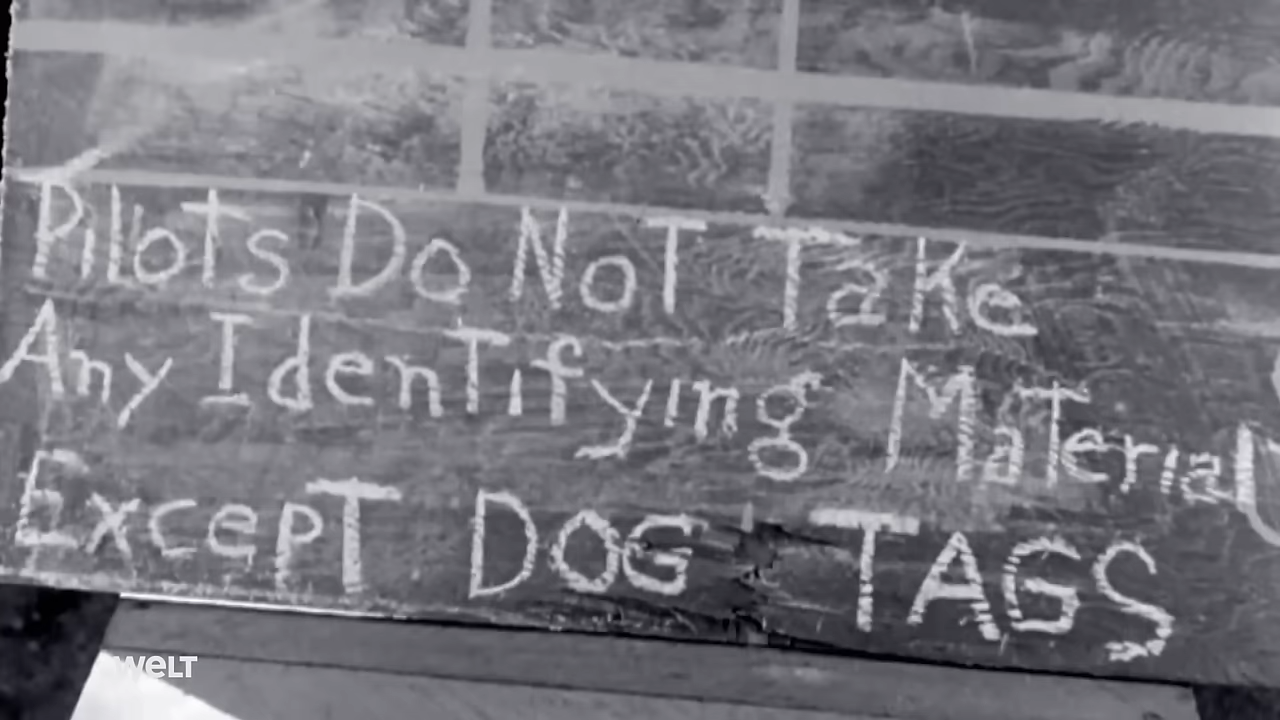 Pilots Do Not Take
Any Identifying Material
Except DOG TAGS
welt